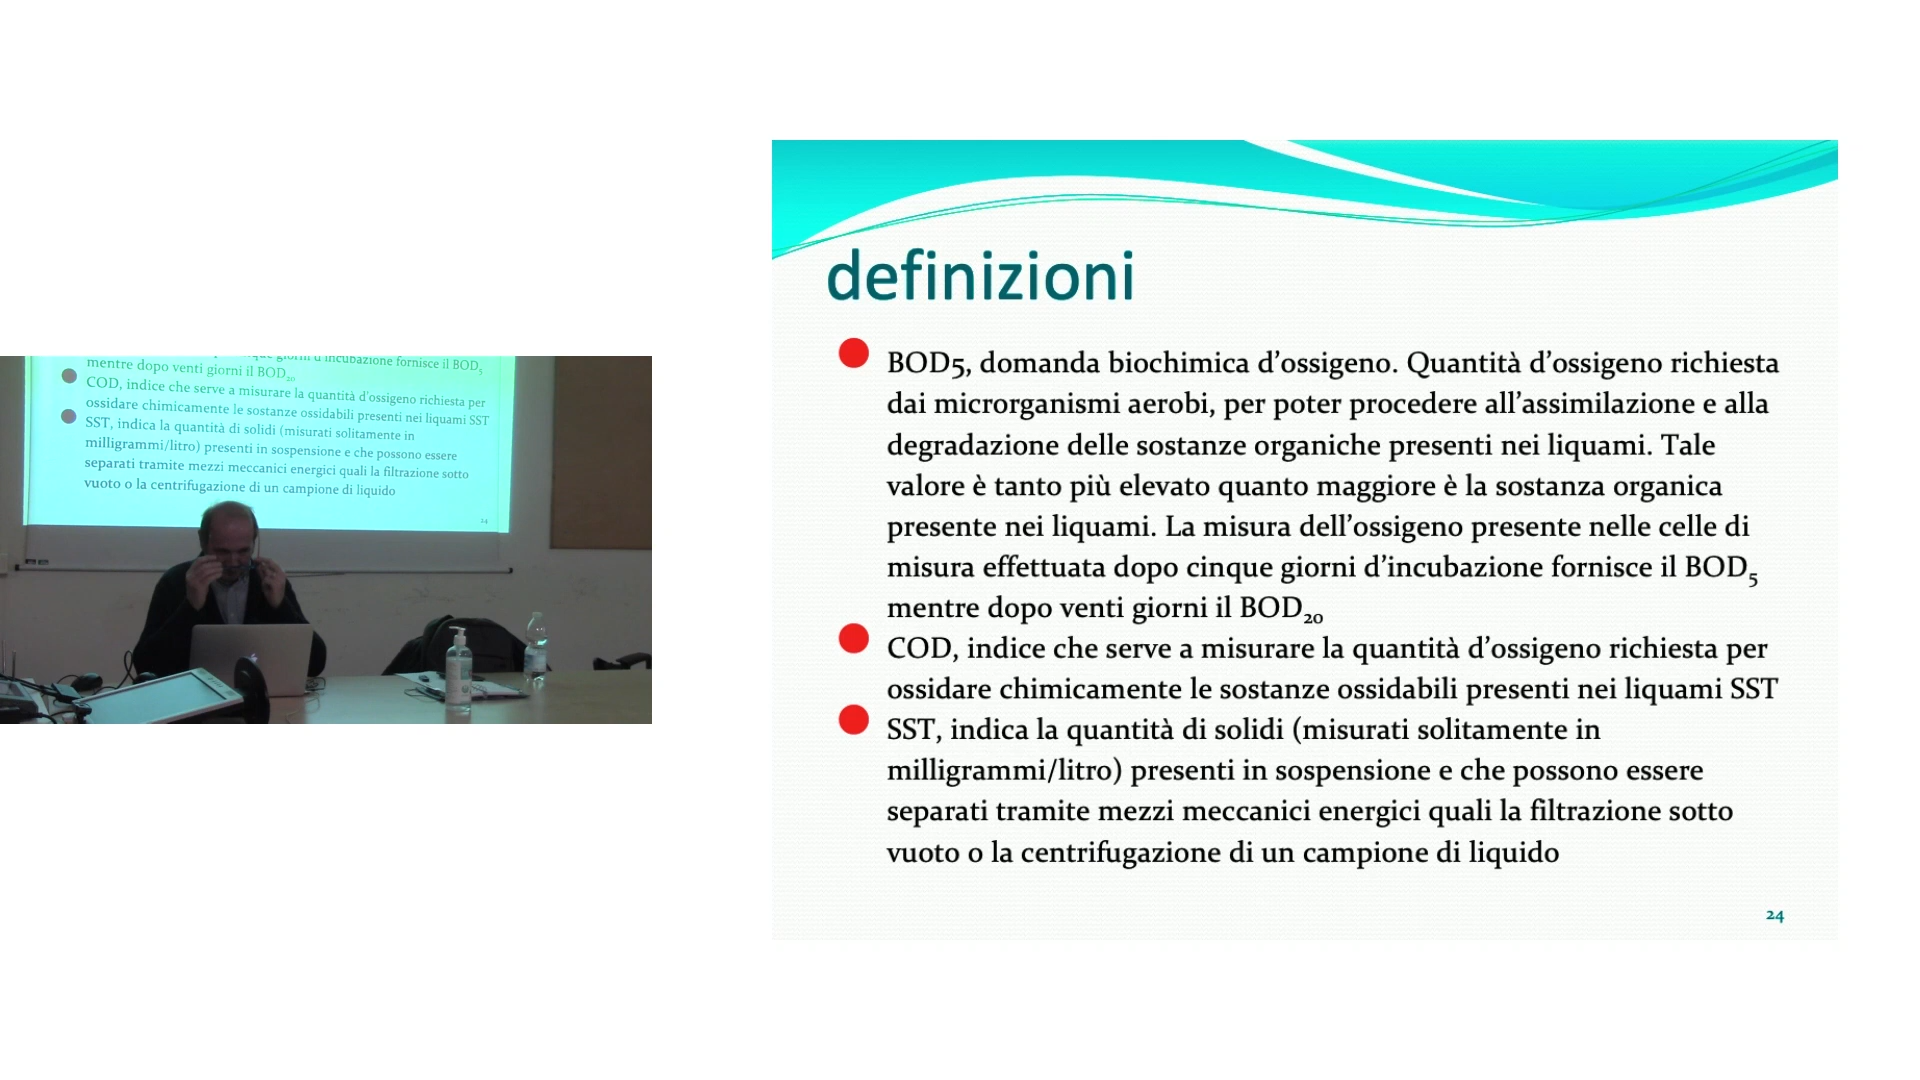 mentre dopo venti giorni il BOD20
COD, indice che serve a misurare la quantità d'ossigeno richiesta per
ossidare chimicamente le sostanze ossidabili presenti nei liquami SST
SST, indica la quantità di solidi (misurati solitamente in
milligrammi/litro) presenti in sospensione e che possono essere
separati tramite mezzi meccanici energici quali la filtrazione sotto
vuoto o la centrifugazione di un campione di liquido
24
definizioni
BOD5, domanda biochimica d’ossigeno. Quantità d’ossigeno richiesta
dai microrganismi aerobi, per poter procedere all’assimilazione e alla
degradazione delle sostanze organiche presenti nei liquami. Tale
valore è tanto più elevato quanto maggiore è la sostanza organica
presente nei liquami. La misura dell’ossigeno presente nelle celle di
misura effettuata dopo cinque giorni d’incubazione fornisce il BOD5
mentre dopo venti giorni il BOD20
COD, indice che serve a misurare la quantità d’ossigeno richiesta per
ossidare chimicamente le sostanze ossidabili presenti nei liquami SST
SST, indica la quantità di solidi (misurati solitamente in
milligrammi/litro) presenti in sospensione e che possono essere
separati tramite mezzi meccanici energici quali la filtrazione sotto
vuoto o la centrifugazione di un campione di liquido
24